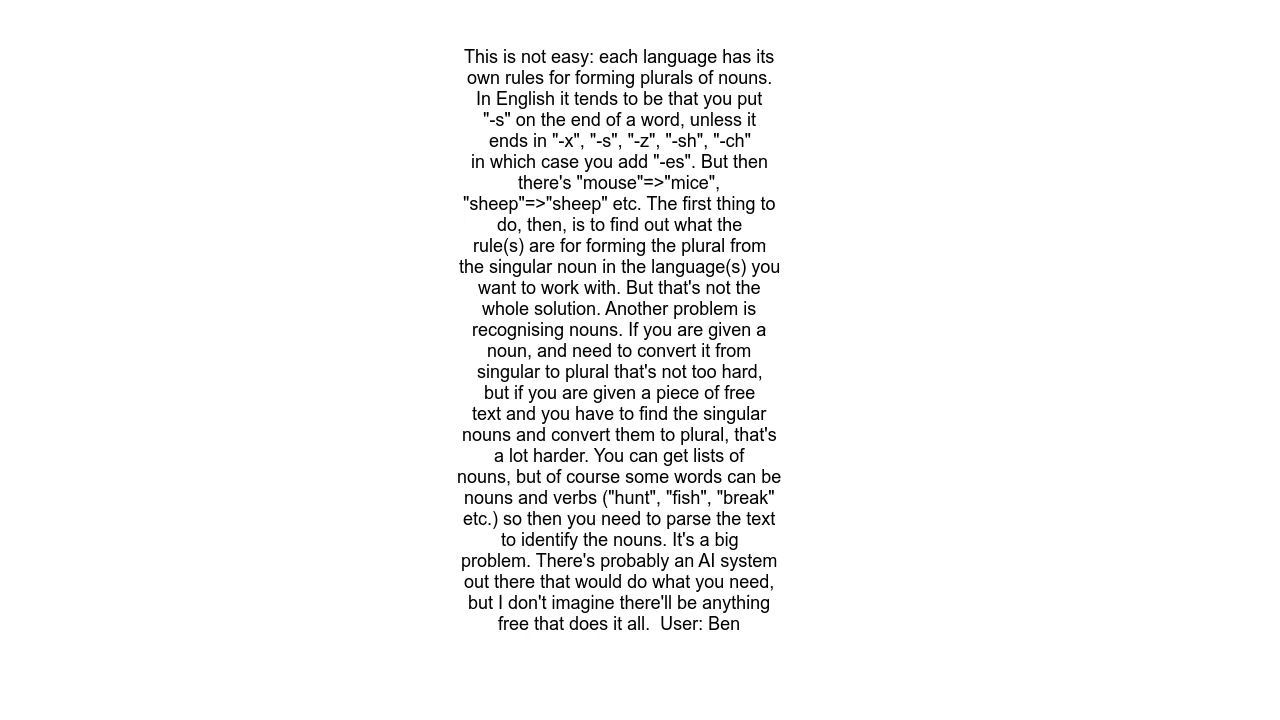 This is not easy: each language has its
own rules for forming plurals of nouns.
In English it tends to be that you put
"-s" on the end of a word, unless it
ends in "-x", "-s", "-z", "-sh", "-ch"
in which case you add "-es". But then
there's "mouse"=>"mice",
"sheep"=>"sheep" etc. The first thing to
do, then, is to find out what the
rule(s) are for forming the plural from
the singular noun in the language(s) you
want to work with. But that's not the
whole solution. Another problem is
recognising nouns. If you are given a
noun, and need to convert it from
singular to plural that's not too hard,
but if you are given a piece of free
text and you have to find the singular
nouns and convert them to plural, that's
a lot harder. You can get lists of
nouns, but of course some words can be
nouns and verbs ("hunt", "fish", "break"
etc.) so then you need to parse the text
to identify the nouns. It's a big
problem. There's probably an AI system
out there that would do what you need,
but I don't imagine there'll be anything
free that does it all.  User: Ben